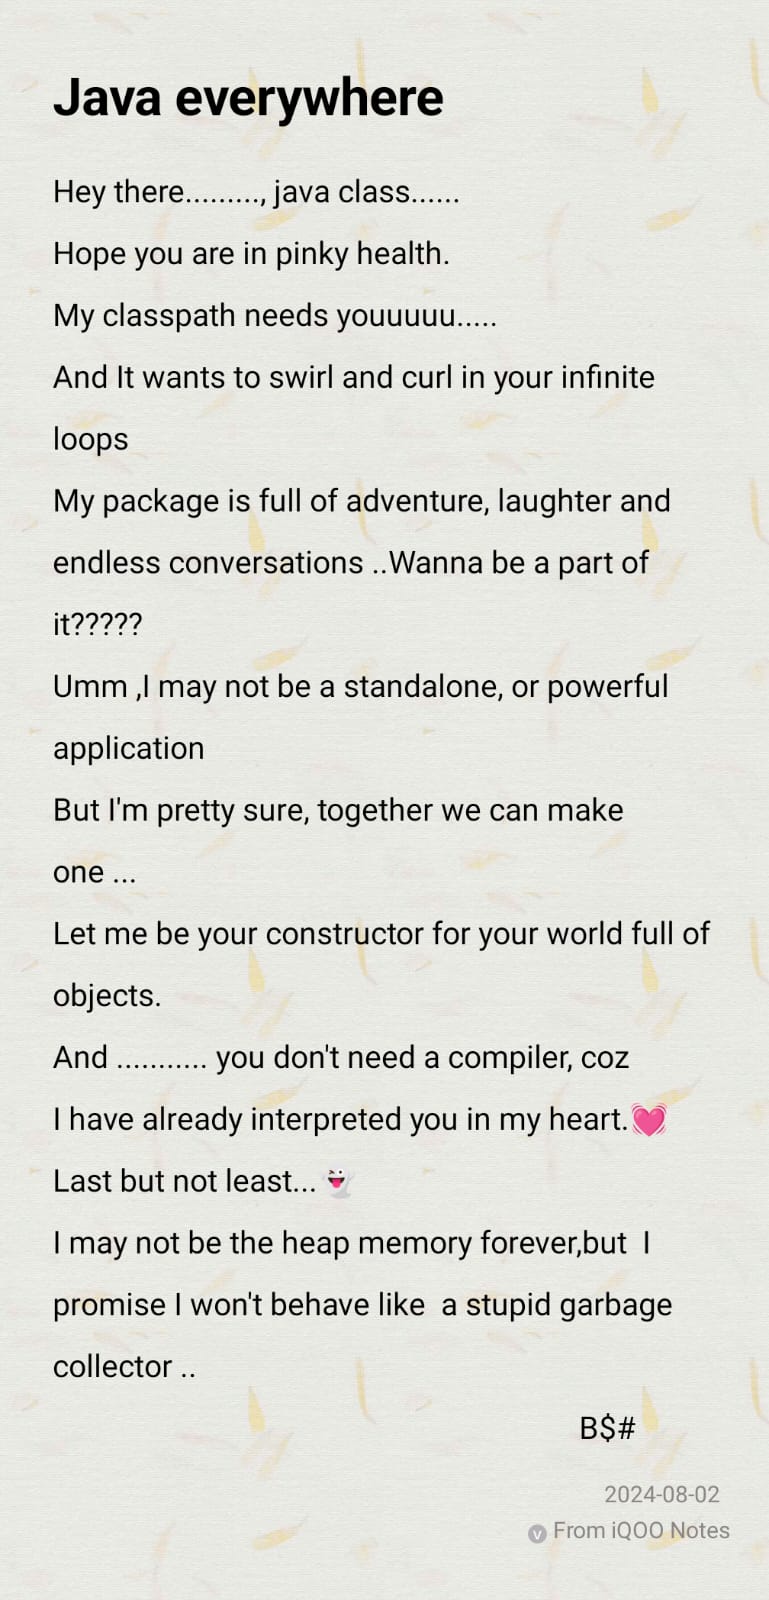 Java everywhere
Hey there........., java class......
Hope you are in pinky health.
My classpath needs youuuuu.....
And It wants to swirl and curl in your infinite
loops
My package is full of adventure, laughter and
endless conversations ..Wanna be a part of
it?????
Umm ,I may not be a standalone, or powerful
application
But I'm pretty sure, together we can make
one ...
Let me be your constructor for your world full of
objects.
And ........... you don't need a compiler, coz
I have already interpreted you in my heart.💓
Last but not least... 👻
I may not be the heap memory forever,but  I
promise I won't behave like  a stupid garbage
collector ..
B$#
2024-08-02
V From iQOO Notes